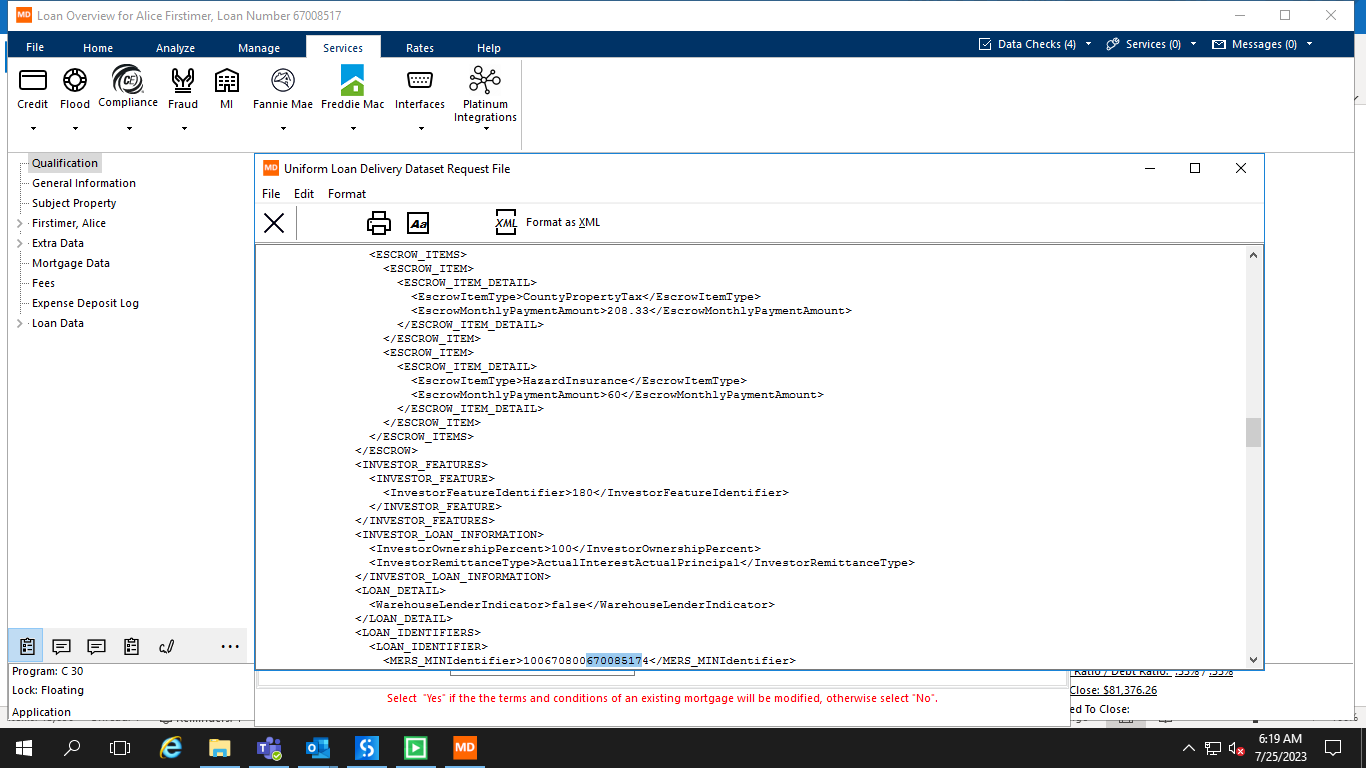 MD Loan Overview for Alice Firstimer, Loan Number 67008517
File Home Analyze Manage Services Rates Help Data Checks (4) Services (0) Messages (0)
Credit Flood Compliance Fraud MI Fannie Mae Freddie Mac Interfaces Platinum
Integrations
Qualification
General Information
Subject Property
Firstimer, Alice
Extra Data
Mortgage Data
Fees
Expense Deposit Log
Loan Data
Program: C 30
Lock: Floating
Application
MD Uniform Loan Delivery Dataset Request File
File Edit Format
Aa XML Format as XML
<ESCROW_ITEMS>
<ESCROW_ITEM>
<ESCROW_ITEM_DETAIL>
<EscrowItemType>CountyPropertyTax</EscrowItemType>
<EscrowMonthlyPaymentAmount>208.33</EscrowMonthlyPaymentAmount>
</ESCROW_ITEM_DETAIL>
</ESCROW_ITEM>
<ESCROW_ITEM>
<ESCROW_ITEM_DETAIL>
<EscrowItemType>HazardInsurance</EscrowItemType>
<EscrowMonthlyPaymentAmount>60</EscrowMonthlyPaymentAmount>
</ESCROW_ITEM_DETAIL>
</ESCROW_ITEM>
</ESCROW_ITEMS>
</ESCROW>
<INVESTOR_FEATURES>
<INVESTOR_FEATURE>
<InvestorFeatureIdentifier>180</InvestorFeatureIdentifier>
</INVESTOR_FEATURE>
</INVESTOR_FEATURES>
<INVESTOR_LOAN_INFORMATION>
<InvestorOwnershipPercent>100</InvestorOwnershipPercent>
<InvestorRemittanceType>ActualInterestActualPrincipal</InvestorRemittanceType>
</INVESTOR_LOAN_INFORMATION>
<LOAN_DETAIL>
<WarehouseLenderIndicator>false</WarehouseLenderIndicator>
</LOAN_DETAIL>
<LOAN_IDENTIFIERS>
<LOAN_IDENTIFIER>
<MERS_MINIdentifier>100670800670085174</MERS_MINIdentifier>
Select "Yes" if the the terms and conditions of an existing mortgage will be modified, otherwise select "No".
Ratio / Debt Ratio:
Close: $81,376.26
ed To Close:
MD
6:19 AM
7/25/2023